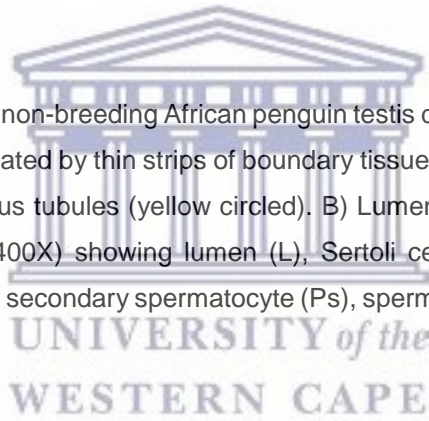 non-breeding African penguin testis
ated by thin strips of boundary tissue
us tubules (yellow circled). B) Lumen
400X) showing lumen (L), Sertoli ce
secondary spermatocyte (Ps), sperm
UNIVERSITY of the
WESTERN CAPE